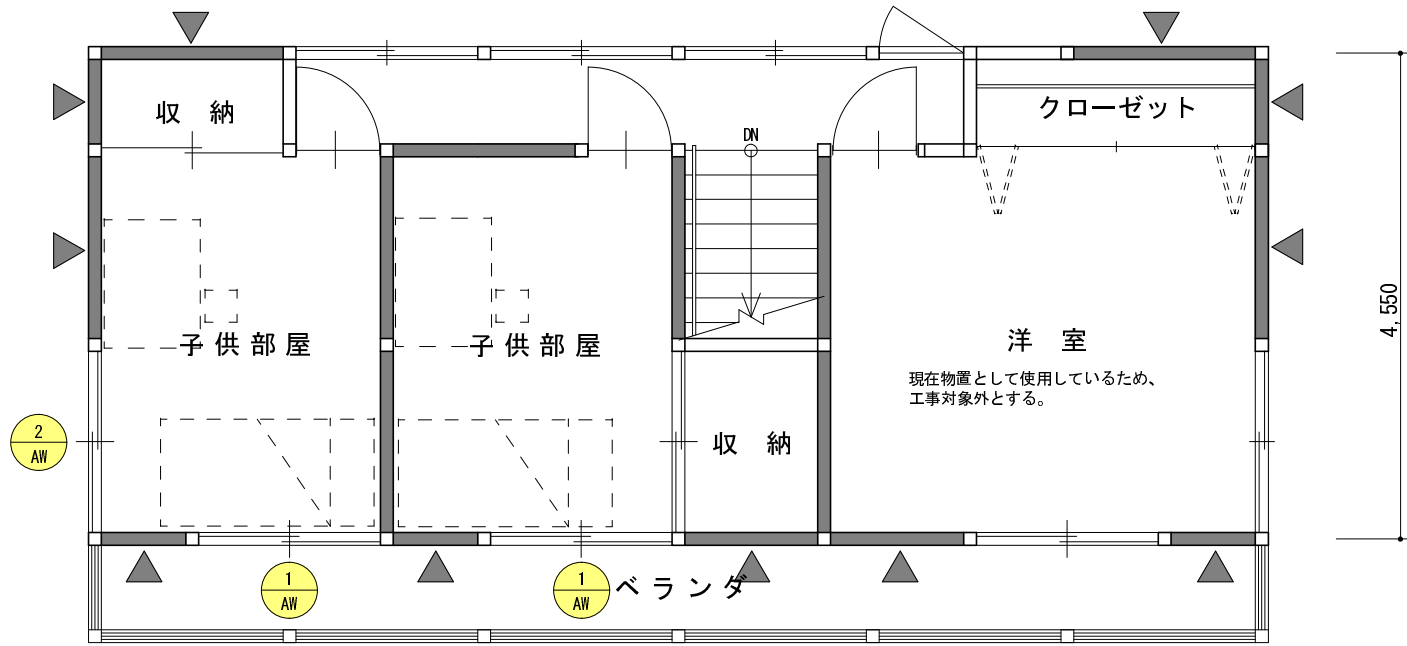 収 納
クローゼット
DN
子供部屋
子供部屋
洋 室
現在物置として使用しているため、
工事対象外とする。
4,550
2
AW
収 納
1
AW
1
AW
ベランダ